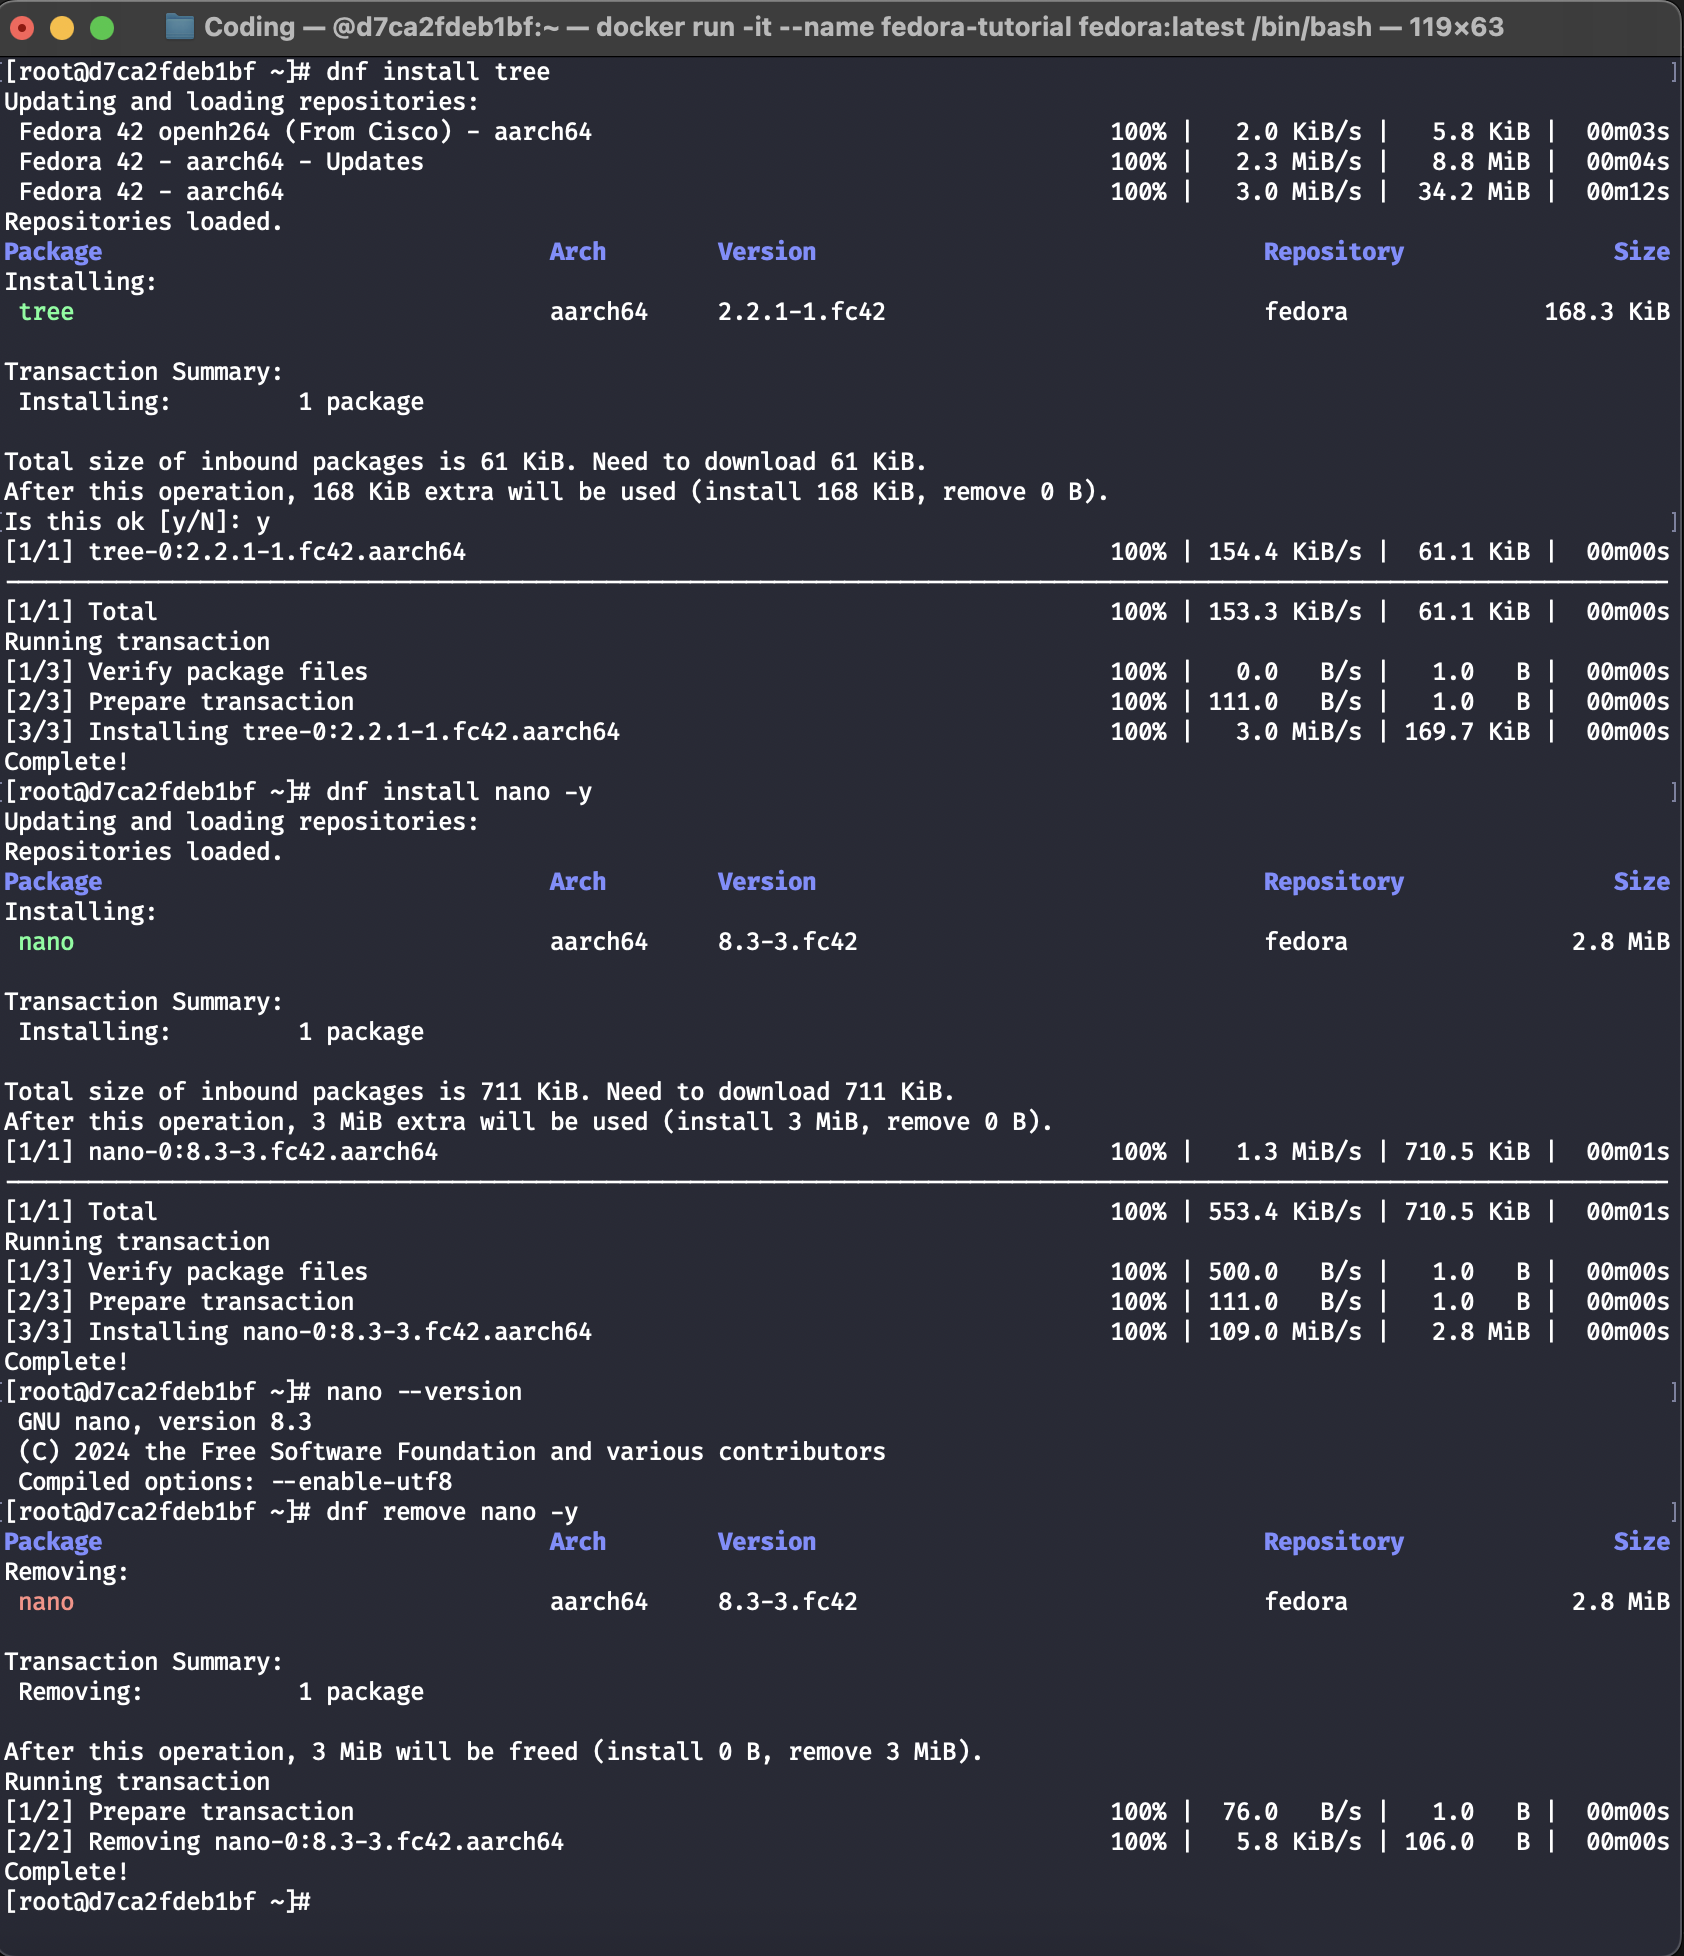 Coding — @d7ca2fdeb1bf:~ — docker run -it --name fedora-tutorial fedora:latest /bin/bash — 119×63
[root@d7ca2fdeb1bf ~]# dnf install tree
Updating and loading repositories:
 Fedora 42 openh264 (From Cisco) - aarch64 100% | 2.0 KiB/s | 5.8 KiB | 00m03s
 Fedora 42 - aarch64 - Updates 100% | 2.3 MiB/s | 8.8 MiB | 00m04s
 Fedora 42 - aarch64 100% | 3.0 MiB/s | 34.2 MiB | 00m12s
Repositories loaded.
Package Arch Version Repository Size
Installing:
 tree aarch64 2.2.1-1.fc42 fedora 168.3 KiB
Transaction Summary:
 Installing: 1 package
Total size of inbound packages is 61 KiB. Need to download 61 KiB.
After this operation, 168 KiB extra will be used (install 168 KiB, remove 0 B).
Is this ok [y/N]: y
[1/1] tree-0:2.2.1-1.fc42.aarch64 100% | 154.4 KiB/s | 61.1 KiB | 00m00s
[1/1] Total 100% | 153.3 KiB/s | 61.1 KiB | 00m00s
Running transaction
[1/3] Verify package files 100% | 0.0 B/s | 1.0 B | 00m00s
[2/3] Prepare transaction 100% | 111.0 B/s | 1.0 B | 00m00s
[3/3] Installing tree-0:2.2.1-1.fc42.aarch64 100% | 3.0 MiB/s | 169.7 KiB | 00m00s
Complete!
[root@d7ca2fdeb1bf ~]# dnf install nano -y
Updating and loading repositories:
Repositories loaded.
Package Arch Version Repository Size
Installing:
 nano aarch64 8.3-3.fc42 fedora 2.8 MiB
Transaction Summary:
 Installing: 1 package
Total size of inbound packages is 711 KiB. Need to download 711 KiB.
After this operation, 3 MiB extra will be used (install 3 MiB, remove 0 B).
[1/1] nano-0:8.3-3.fc42.aarch64 100% | 1.3 MiB/s | 710.5 KiB | 00m01s
[1/1] Total 100% | 553.4 KiB/s | 710.5 KiB | 00m01s
Running transaction
[1/3] Verify package files 100% | 500.0 B/s | 1.0 B | 00m00s
[2/3] Prepare transaction 100% | 111.0 B/s | 1.0 B | 00m00s
[3/3] Installing nano-0:8.3-3.fc42.aarch64 100% | 109.0 MiB/s | 2.8 MiB | 00m00s
Complete!
[root@d7ca2fdeb1bf ~]# nano --version
 GNU nano, version 8.3
 (C) 2024 the Free Software Foundation and various contributors
 Compiled options: --enable-utf8
[root@d7ca2fdeb1bf ~]# dnf remove nano -y
Package Arch Version Repository Size
Removing:
 nano aarch64 8.3-3.fc42 fedora 2.8 MiB
Transaction Summary:
 Removing: 1 package
After this operation, 3 MiB will be freed (install 0 B, remove 3 MiB).
Running transaction
[1/2] Prepare transaction 100% | 76.0 B/s | 1.0 B | 00m00s
[2/2] Removing nano-0:8.3-3.fc42.aarch64 100% | 5.8 KiB/s | 106.0 B | 00m00s
Complete!
[root@d7ca2fdeb1bf ~]#